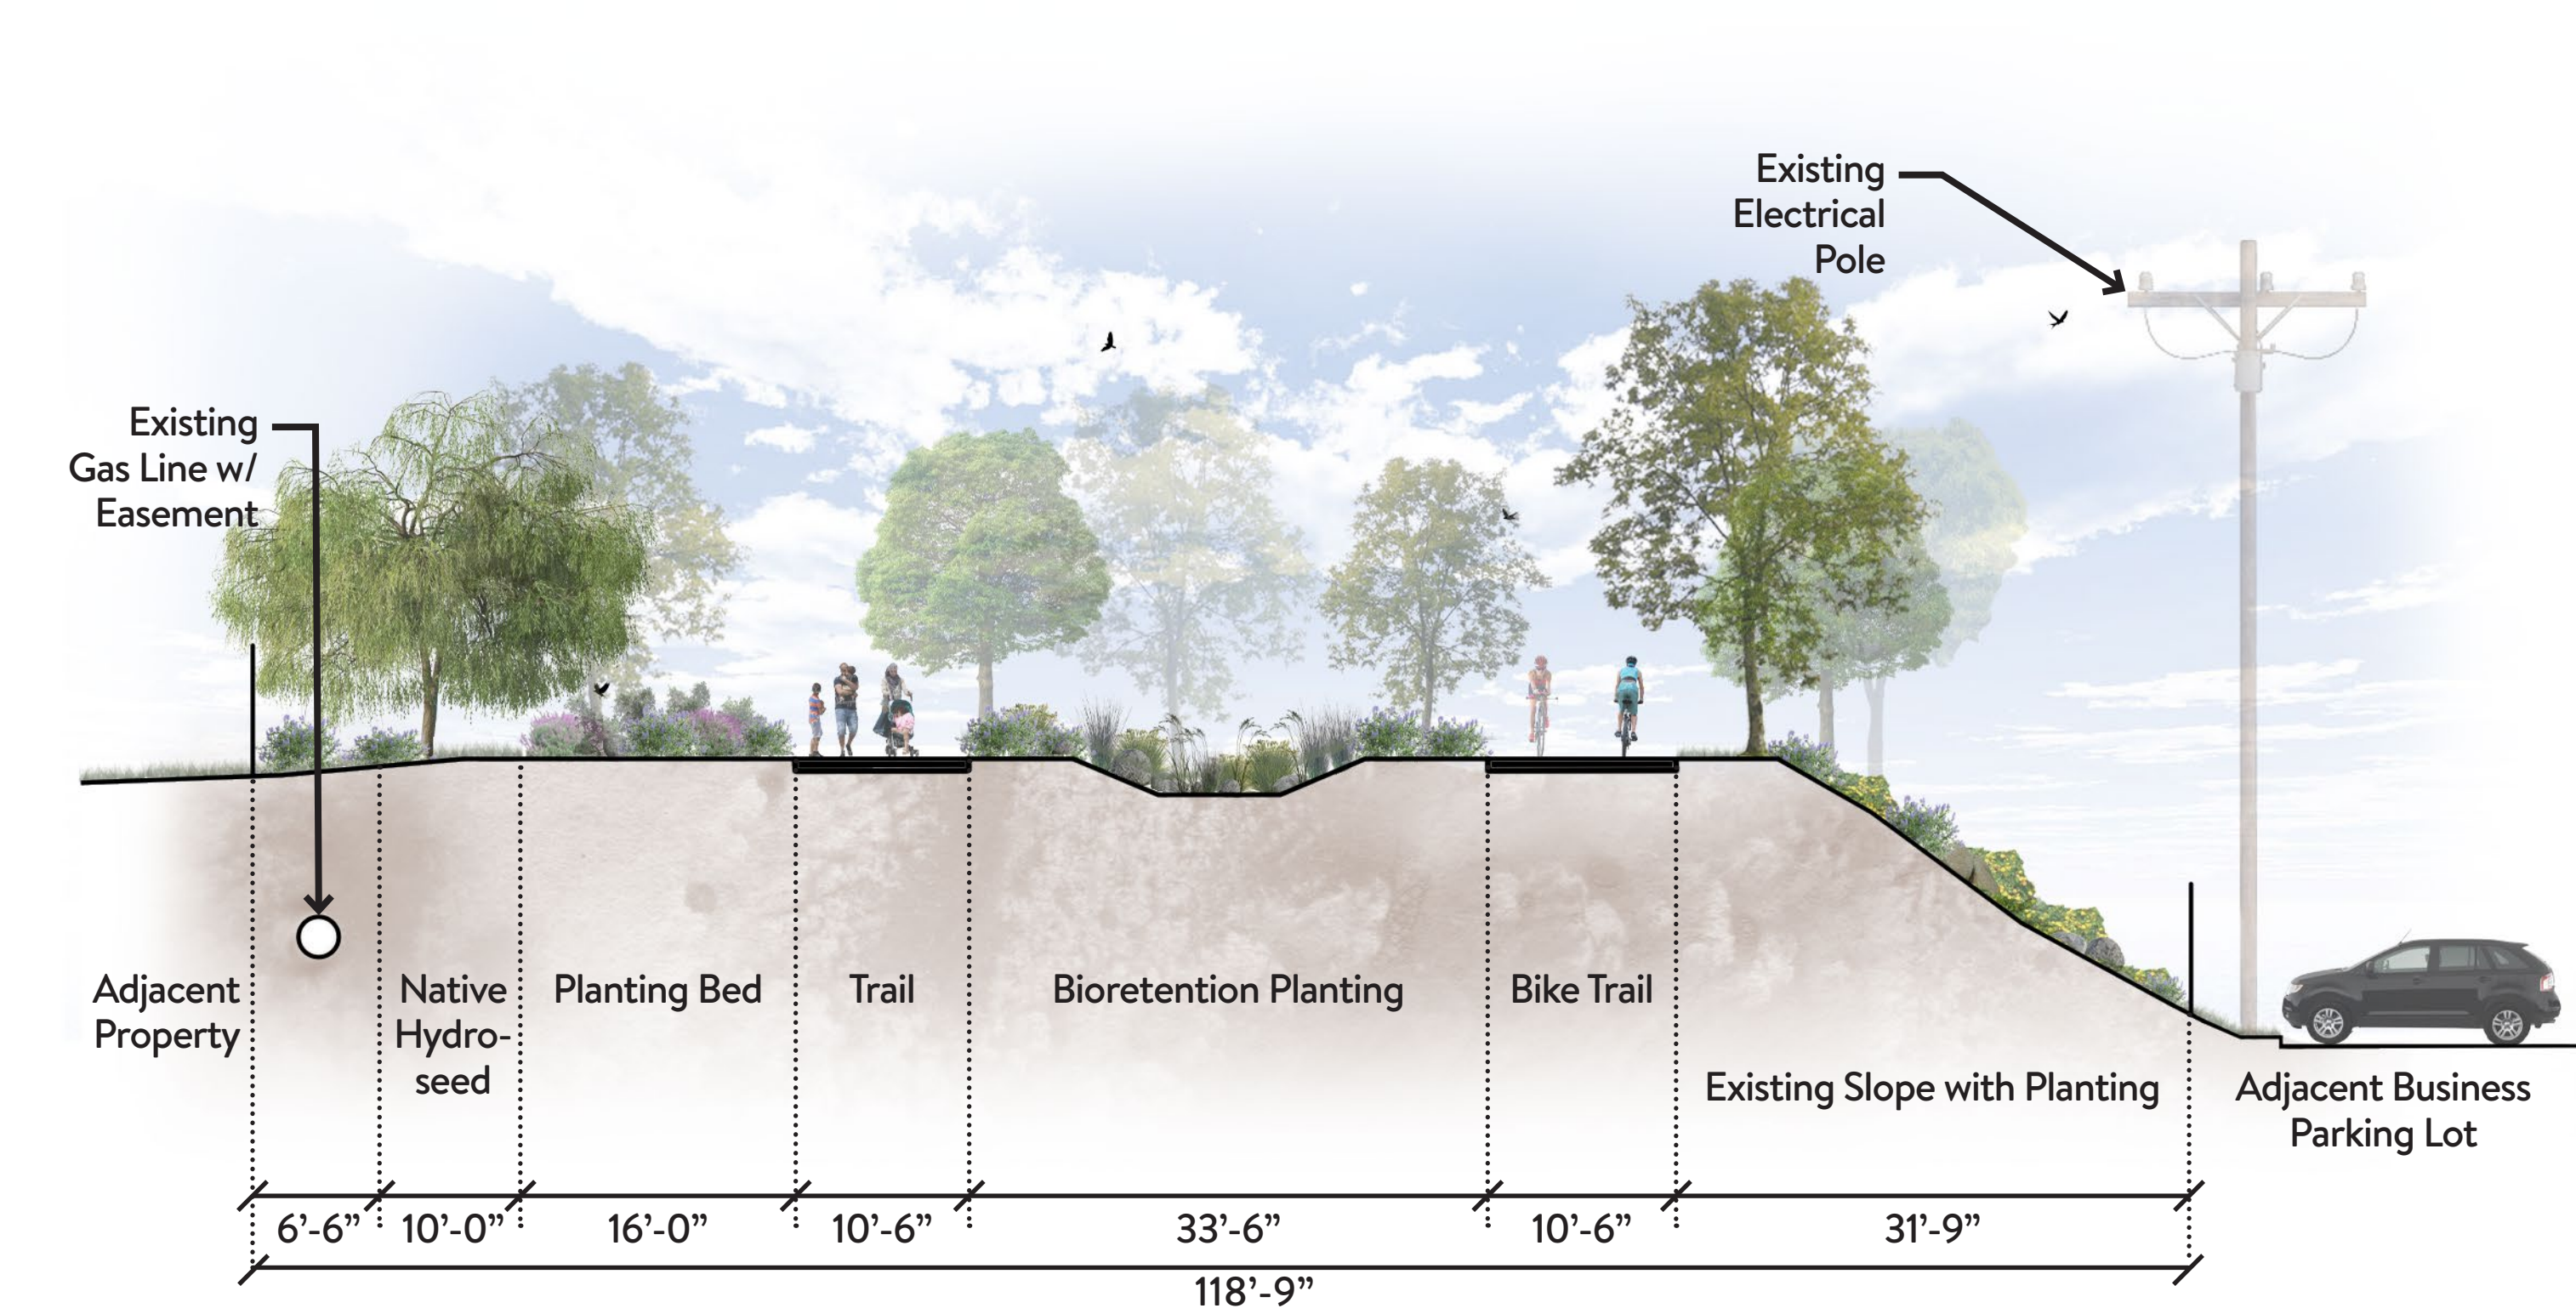 Existing
Electrical
Pole
Existing
Gas Line w/
Easement
Adjacent
Property
Native
Hydro-
seed
Planting Bed
Trail
Bioretention Planting
Bike Trail
Existing Slope with Planting
Adjacent Business
Parking Lot
6’-6” 10’-0” 16’-0” 10’-6” 33’-6” 10’-6” 31’-9”
118’-9”